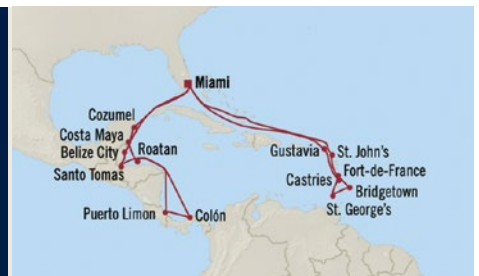 Miami
Cozumel
Costa Maya
Belize City
Roatan
Santo Tomas
Puerto Limon
Colón
Gustavia
St. John's
Fort-de-France
Castries
Bridgetown
St. George's